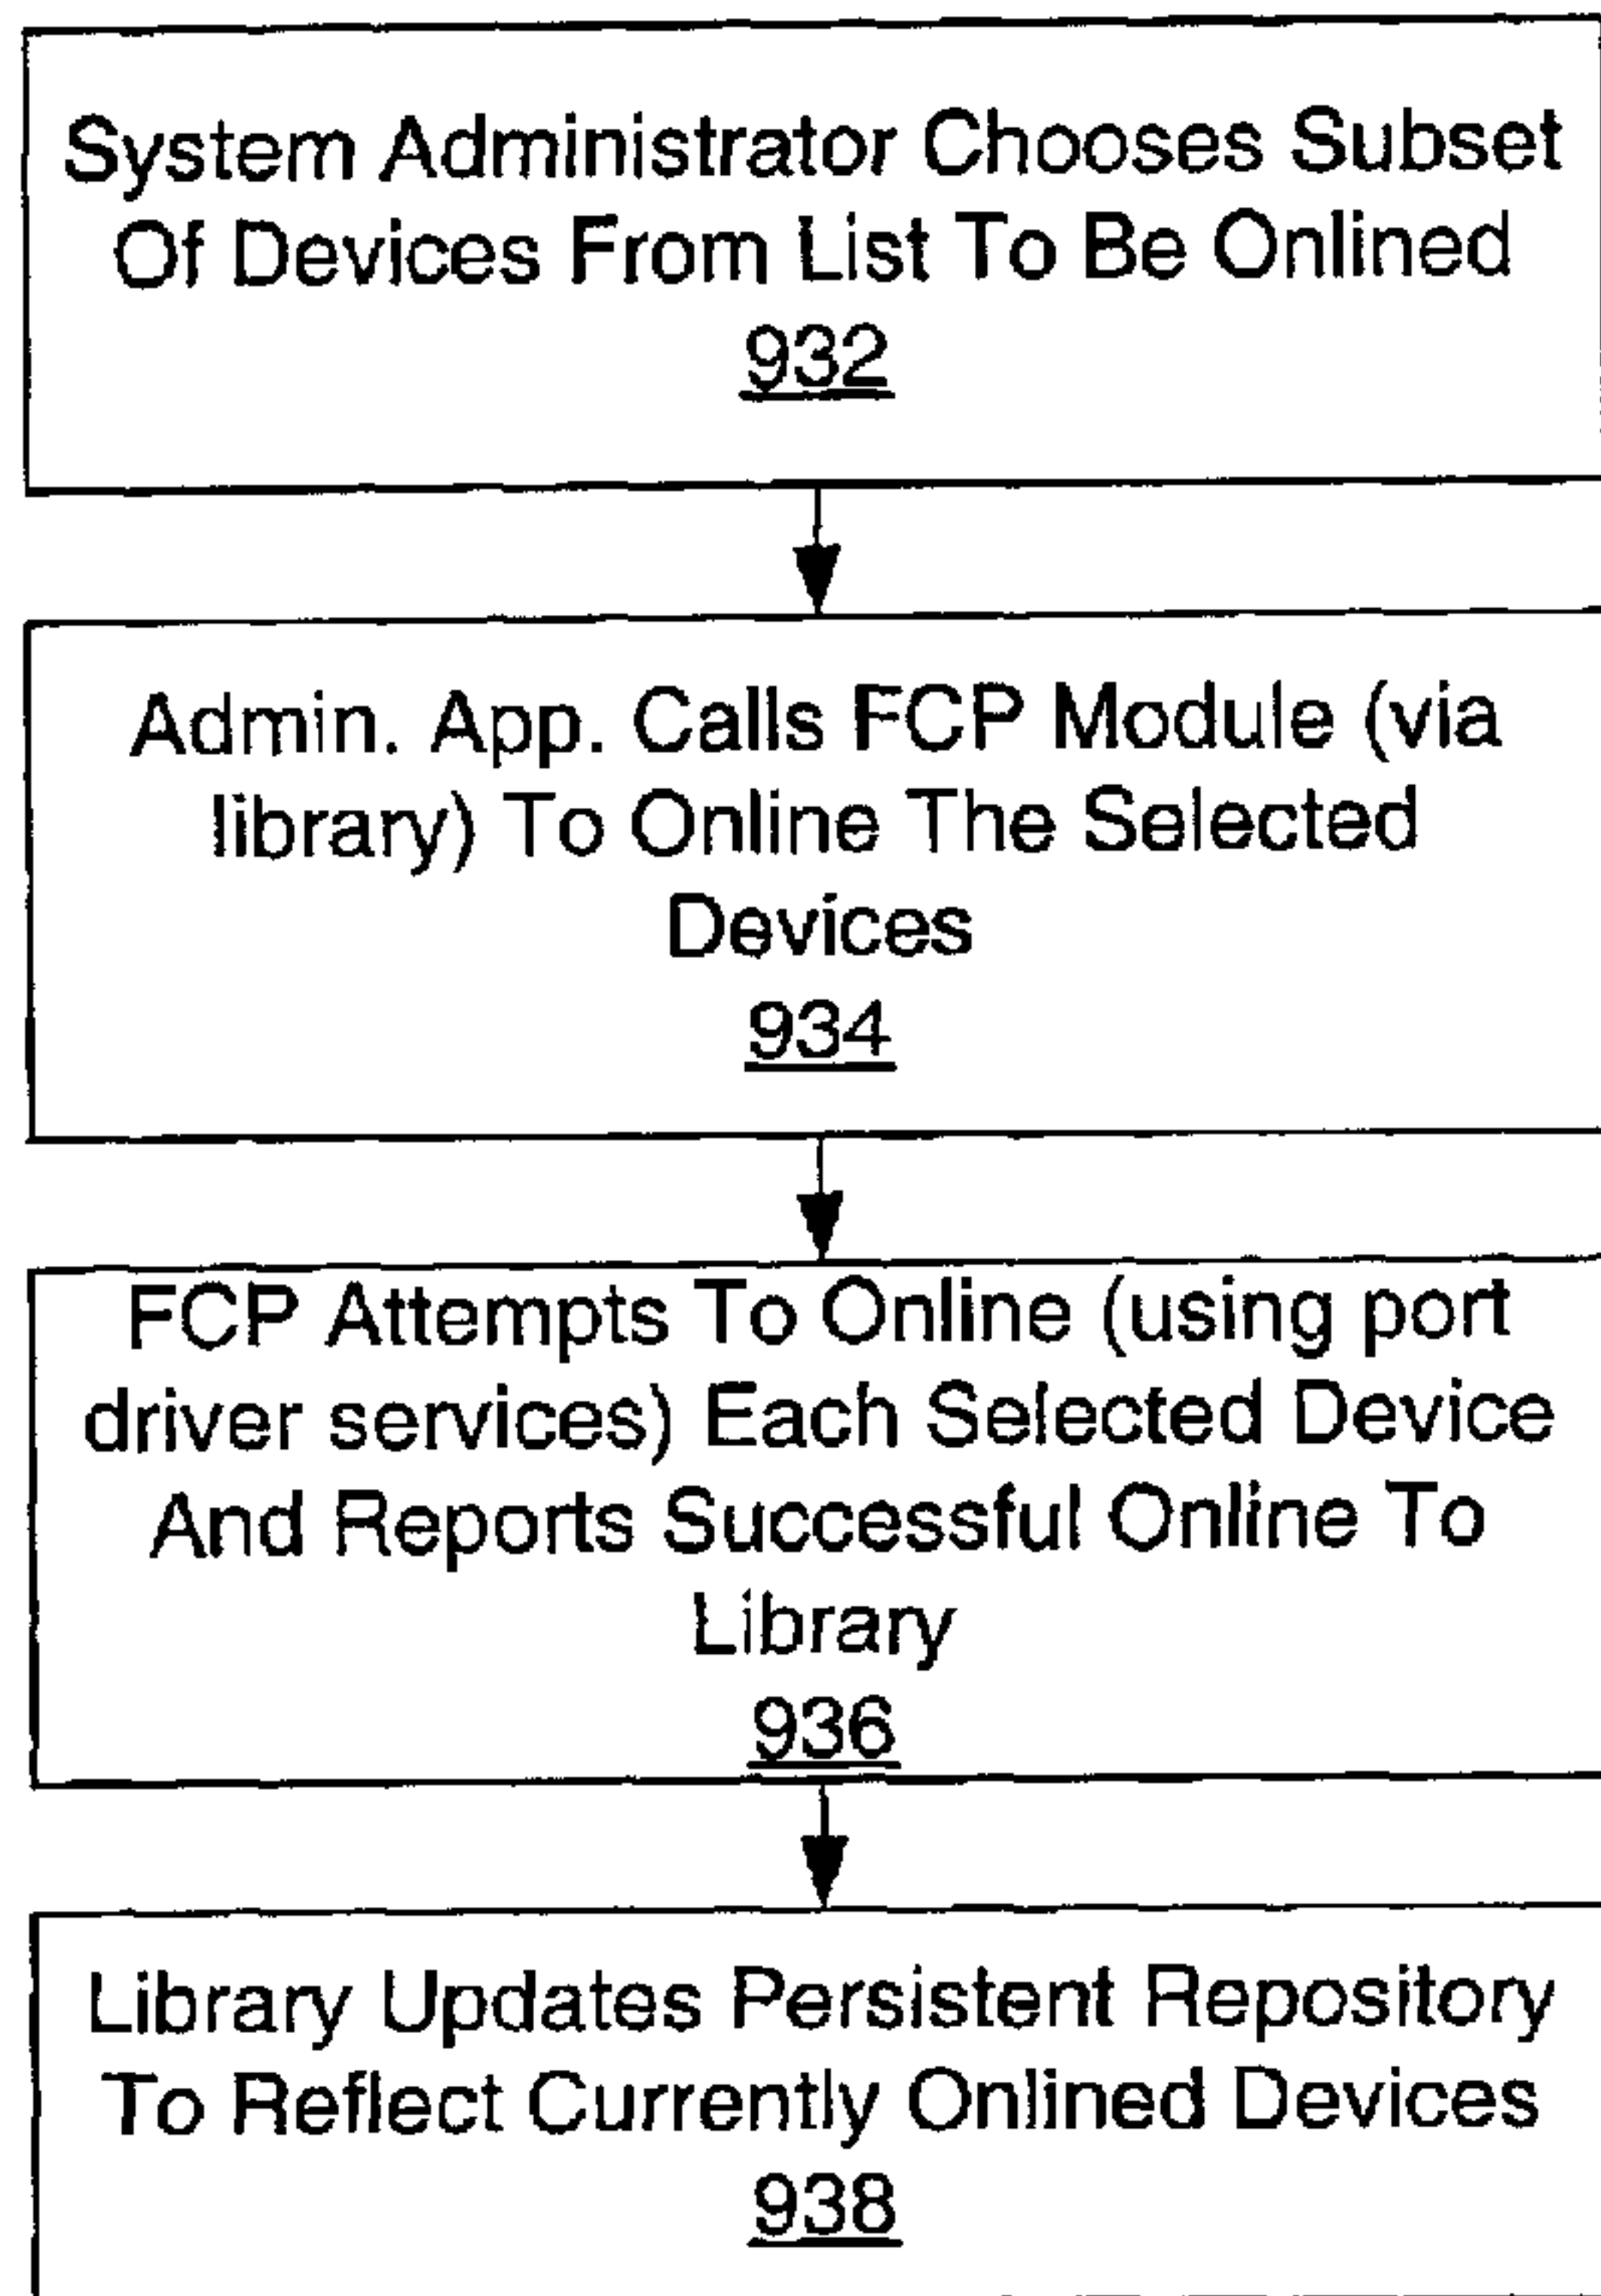 System Administrator Chooses Subset
Of Devices From List To Be Onlined
932
Admin. App. Calls FCP Module (via
library) To Online The Selected
Devices
934
FCP Attempts To Online (using port
driver services) Each Selected Device
And Reports Successful Online To
Library
936
Library Updates Persistent Repository
To Reflect Currently Onlined Devices
938